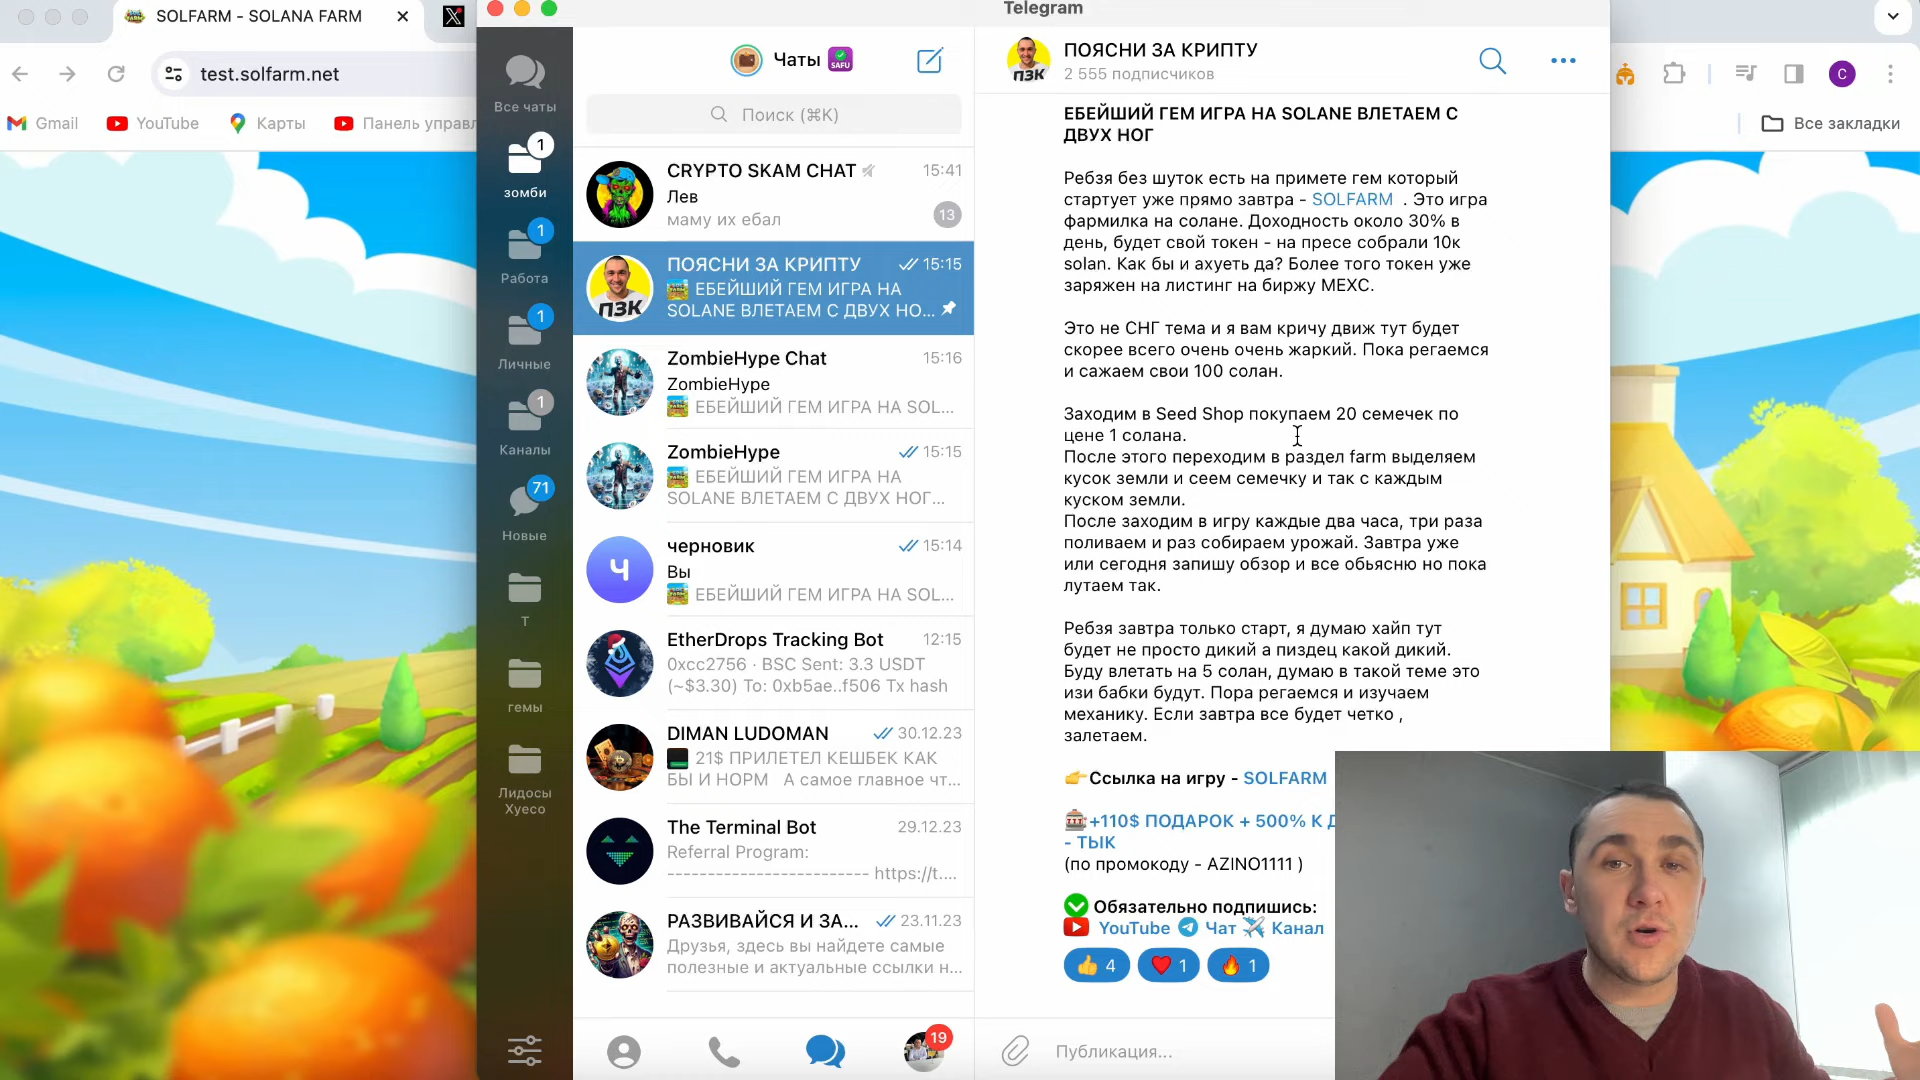 SOLFARM - SOLANA FARM
test.solfarm.net
Gmail
YouTube
Карты
Панель управл
Все закладки
Telegram
Все чаты
1
зомби
1
Работа
1
Личные
1
Каналы
71
Новые
Т
гемы
Лидосы
Хуесо
Чаты
SAFU
Поиск (⌘K)
CRYPTO SKAM CHAT
15:41
Лев
маму их ебал
13
ПОЯСНИ ЗА КРИПТУ
15:15
ЕБЕЙШИЙ ГЕМ ИГРА НА
SOLANE ВЛЕТАЕМ С ДВУХ НО...
ПЗК
ZombieHype Chat
15:16
ZombieHype
ЕБЕЙШИЙ ГЕМ ИГРА НА SOL...
ZombieHype
15:15
ЕБЕЙШИЙ ГЕМ ИГРА НА
SOLANE ВЛЕТАЕМ С ДВУХ НОГ...
Ч
черновик
15:14
Вы
ЕБЕЙШИЙ ГЕМ ИГРА НА SOL...
EtherDrops Tracking Bot
12:15
0xcc2756 · BSC Sent: 3.3 USDT
(~$3.30) To: 0xb5ae..f506 Tx hash
DIMAN LUDOMAN
30.12.23
21$ ПРИЛЕТЕЛ КЕШБЕК КАК
БЫ И НОРМ А самое главное чт...
The Terminal Bot
29.12.23
Referral Program:
-------------------------- https://t....
РАЗВИВАЙСЯ И ЗА...
23.11.23
Друзья, здесь вы найдете самые
полезные и актуальные ссылки н...
19
ПЗК
ПОЯСНИ ЗА КРИПТУ
2 555 подписчиков
C
ЕБЕЙШИЙ ГЕМ ИГРА НА SOLANE ВЛЕТАЕМ С
ДВУХ НОГ
Ребзя без шуток есть на примете гем который
стартует уже прямо завтра - SOLFARM . Это игра
фармилка на солане. Доходность около 30% в
день, будет свой токен - на пресе собрали 10к
solan. Как бы и ахуеть да? Более того токен уже
заряжен на листинг на биржу MEXC.
Это не СНГ тема и я вам кричу движ тут будет
скорее всего очень очень жаркий. Пока регаемся
и сажаем свои 100 солан.
Заходим в Seed Shop покупаем 20 семечек по
цене 1 солана.
После этого переходим в раздел farm выделяем
кусок земли и сеем семечку и так с каждым
куском земли.
После заходим в игру каждые два часа, три раза
поливаем и раз собираем урожай. Завтра уже
или сегодня запишу обзор и все обьясню но пока
лутаем так.
Ребзя завтра только старт, я думаю хайп тут
будет не просто дикий а пиздец какой дикий.
Буду влетать на 5 солан, думаю в такой теме это
изи бабки будут. Пора регаемся и изучаем
механику. Если завтра все будет четко ,
залетаем.
Ссылка на игру - SOLFARM
+110$ ПОДАРОК + 500% К Д
- ТЫК
(по промокоду - AZINO1111 )
Обязательно подпишись:
YouTube Чат Канал
4
1
1
Публикация...